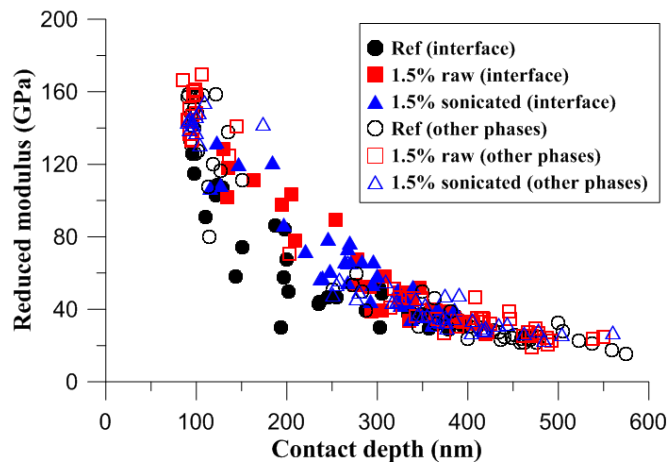 200
160
120
80
40
0
Reduced modulus (GPa)
Ref (interface)
1.5% raw (interface)
1.5% sonicated (interface)
Ref (other phases)
1.5% raw (other phases)
1.5% sonicated (other phases)
0 100 200 300 400 500 600
Contact depth (nm)